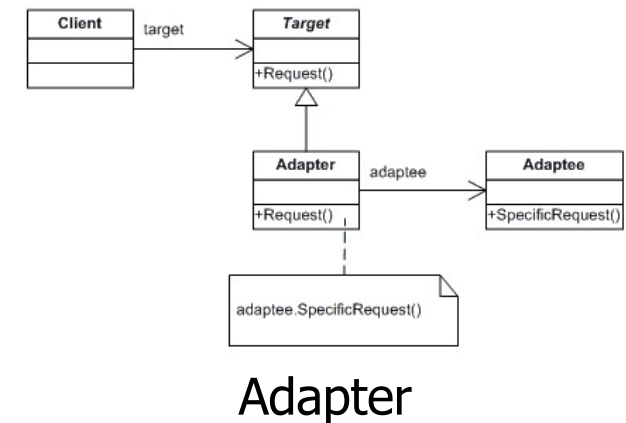 Client
target
Target
+Request()
Adapter
adaptee
Adaptee
+Request()
+SpecificRequest()
adaptee.SpecificRequest()
Adapter